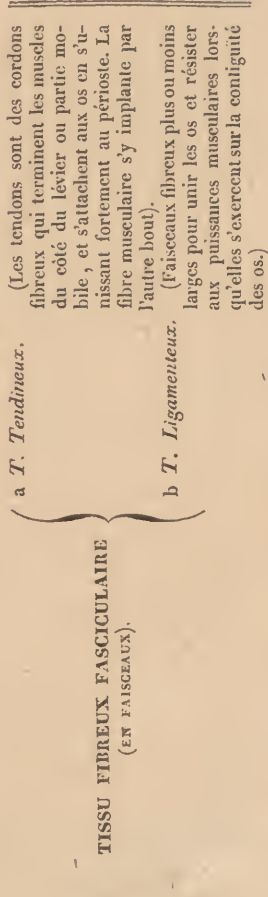 TISSU FIBREUX FASCICULAIRE
(EN FAISCEAUX).
a T. Tendineux.
(Les tendons sont des cordons
fibreux qui terminent les muscles
du côté du lévier ou partie mo-
bile, et s'attachent aux os en s'u-
nissant fortement au périoste. La
fibre musculaire s'y implante par
l'autre bout).
b T. Ligamenteux.
(Faisceaux fibreux plus ou moins
larges pour unir les os et résister
aux puissances musculaires lors-
qu'elles s'exercent sur la contiguïté
des os.)